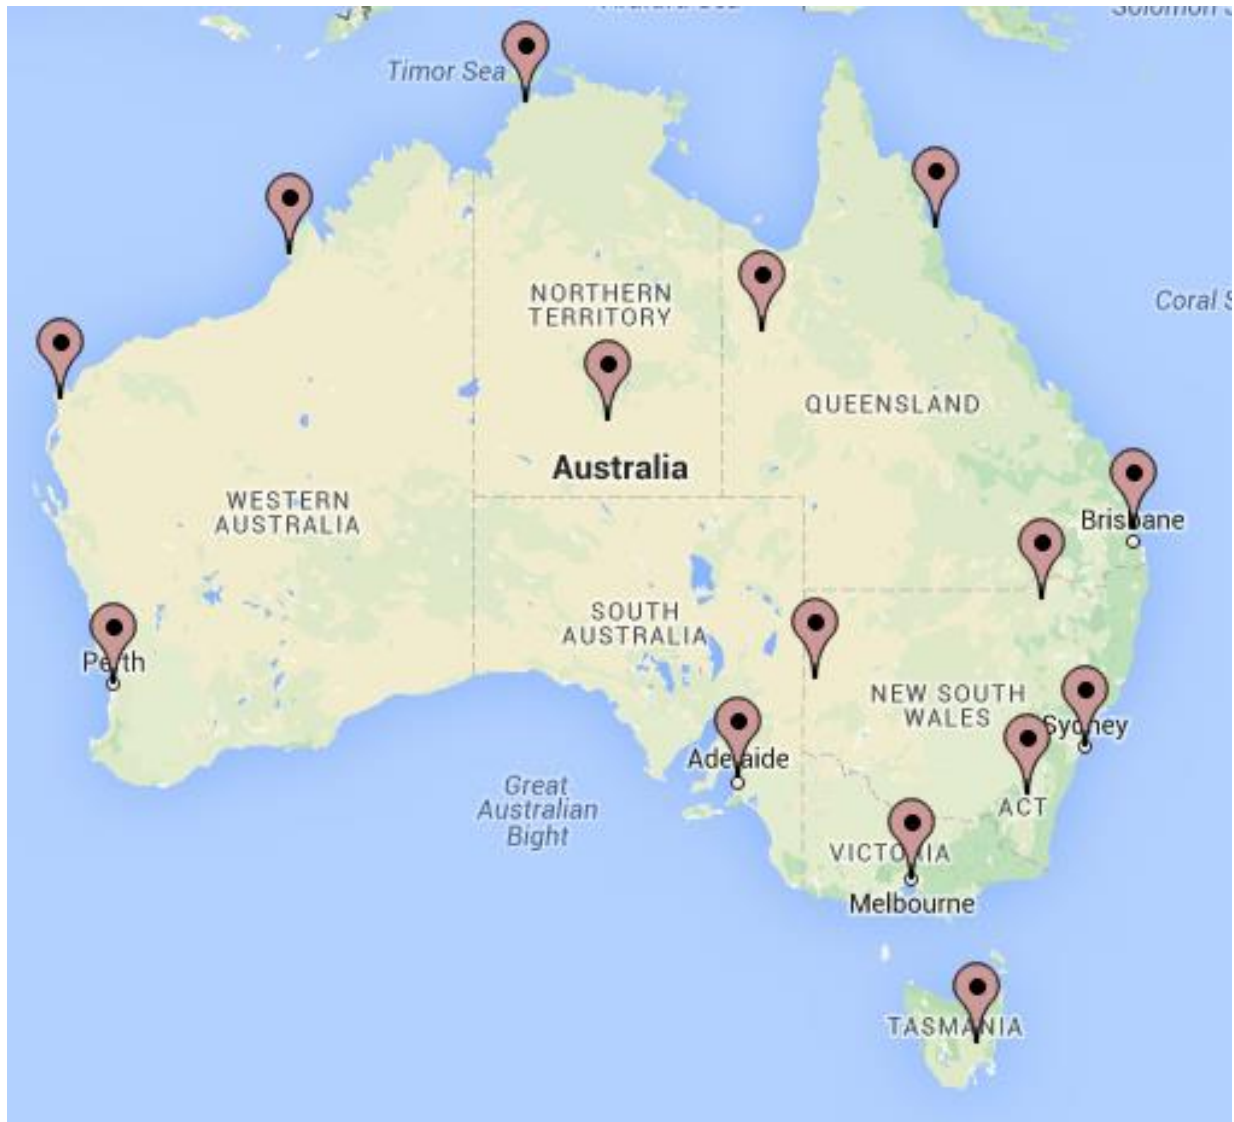 Timor Sea
NORTHERN
TERRITORY
Coral S
QUEENSLAND
Australia
WESTERN
AUSTRALIA
Brisbane
SOUTH
AUSTRALIA
Perth
NEW SOUTH
WALES
Sydney
Adelaide
Great
Australian
Bight
ACT
VICTORIA
Melbourne
TASMANIA